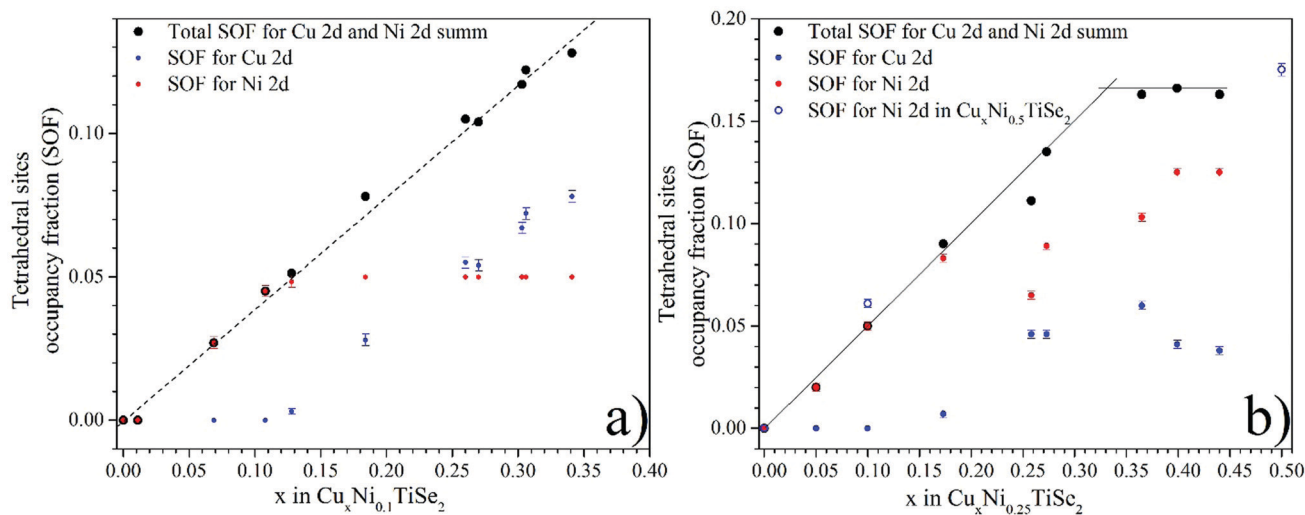 Total SOF for Cu 2d and Ni 2d summ
SOF for Cu 2d
SOF for Ni 2d
0.10
0.05
0.00
Tetrahedral sites
occupancy fraction (SOF)
a)
0.00 0.05 0.10 0.15 0.20 0.25 0.30 0.35 0.40
x in CuxNi0.1TiSe2
0.20
Total SOF for Cu 2d and Ni 2d summ
SOF for Cu 2d
SOF for Ni 2d
SOF for Ni 2d in CuxNi0.5TiSe2
0.15
0.10
0.05
0.00
Tetrahedral sites
occupancy fraction (SOF)
b)
0.00 0.05 0.10 0.15 0.20 0.25 0.30 0.35 0.40 0.45 0.50
x in CuxNi0.25TiSe2